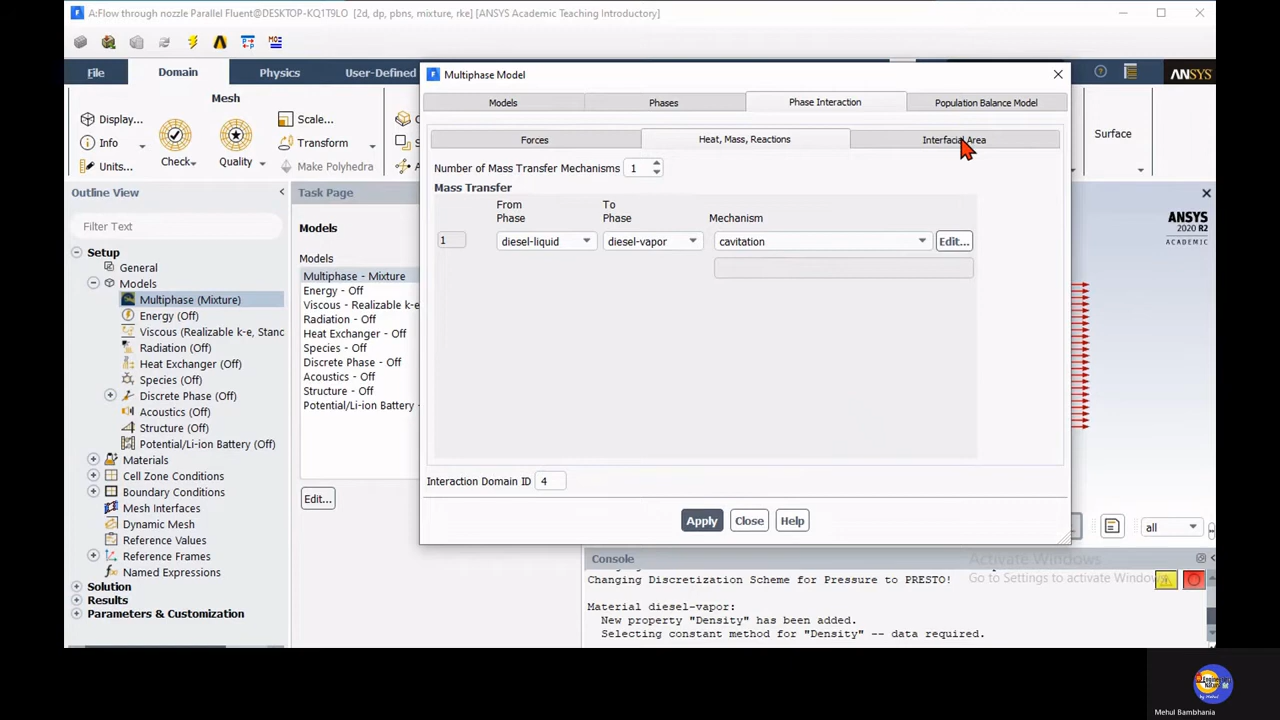 A:Flow through nozzle Parallel Fluent@DESKTOP-KQ1T9LO [2d, dp, pbns, mixture, rke] [ANSYS Academic Teaching Introductory]
File
Domain
Physics
User-Defined
ANSYS
Mesh
Display...
Info
Units...
Check
Quality
Scale...
Transform
Make Polyhedra
Surface
Outline View
Filter Text
Setup
General
Models
Multiphase (Mixture)
Energy (Off)
Viscous (Realizable k-e, Stanc
Radiation (Off)
Heat Exchanger (Off)
Species (Off)
Discrete Phase (Off)
Acoustics (Off)
Structure (Off)
Potential/Li-ion Battery (Off)
Materials
Cell Zone Conditions
Boundary Conditions
Mesh Interfaces
Dynamic Mesh
Reference Values
Reference Frames
Named Expressions
Solution
Results
Parameters & Customization
Task Page
Models
Models
Multiphase - Mixture
Energy - Off
Viscous - Realizable k-e
Radiation - Off
Heat Exchanger - Off
Species - Off
Discrete Phase - Off
Acoustics - Off
Structure - Off
Potential/Li-ion Battery -
Edit...
Multiphase Model
Models
Phases
Phase Interaction
Population Balance Model
Forces
Heat, Mass, Reactions
Interfacial Area
Number of Mass Transfer Mechanisms 1
Mass Transfer
From Phase
To Phase
Mechanism
1 diesel-liquid diesel-vapor cavitation Edit...
Interaction Domain ID 4
Apply Close Help
ANSYS
2020 R2
ACADEMIC
all
Console
Changing Discretization Scheme for Pressure to PRESTO!
Material diesel-vapor:
New property "Density" has been added.
Selecting constant method for "Density" -- data required.
Activate Windows
Go to Settings to activate Windows.
Mehul Bambhania